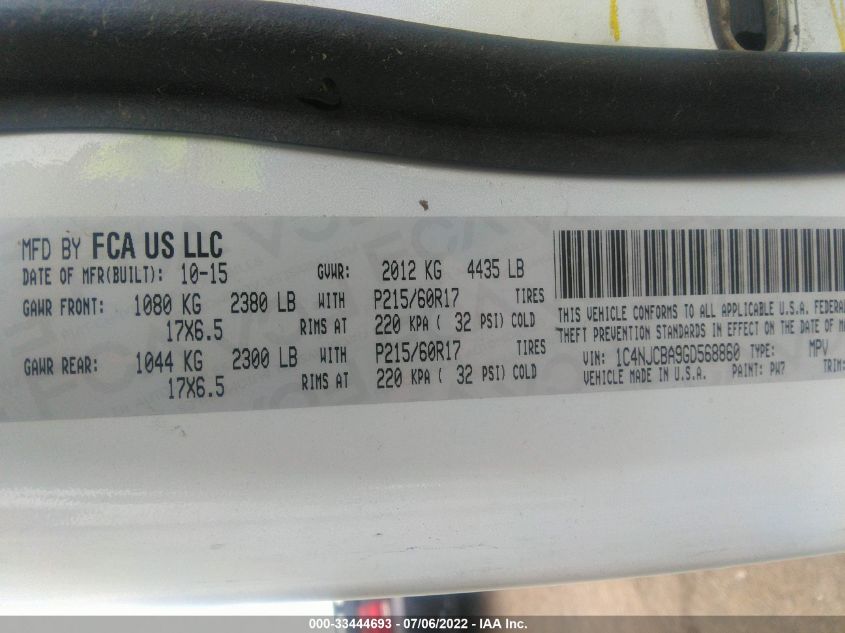 MFD BY FCA US LLC
DATE OF MFR(BUILT): 10-15 GVWR: 2012 KG 4435 LB
GAWR FRONT: 1080 KG 2380 LB WITH P215/60R17 TIRES
17X6.5 RIMS AT 220 KPA ( 32 PSI) COLD
GAWR REAR: 1044 KG 2300 LB WITH P215/60R17 TIRES
17X6.5 RIMS AT 220 KPA ( 32 PSI) COLD
THIS VEHICLE CONFORMS TO ALL APPLICABLE U.S.A. FEDERAL
THEFT PREVENTION STANDARDS IN EFFECT ON THE DATE OF
VIN: 1C4NJCBA9GD568860 TYPE: MPV
VEHICLE MADE IN U.S.A. PAINT: PW7 TRIM:
000-33444693 - 07/06/2022 - IAA Inc.